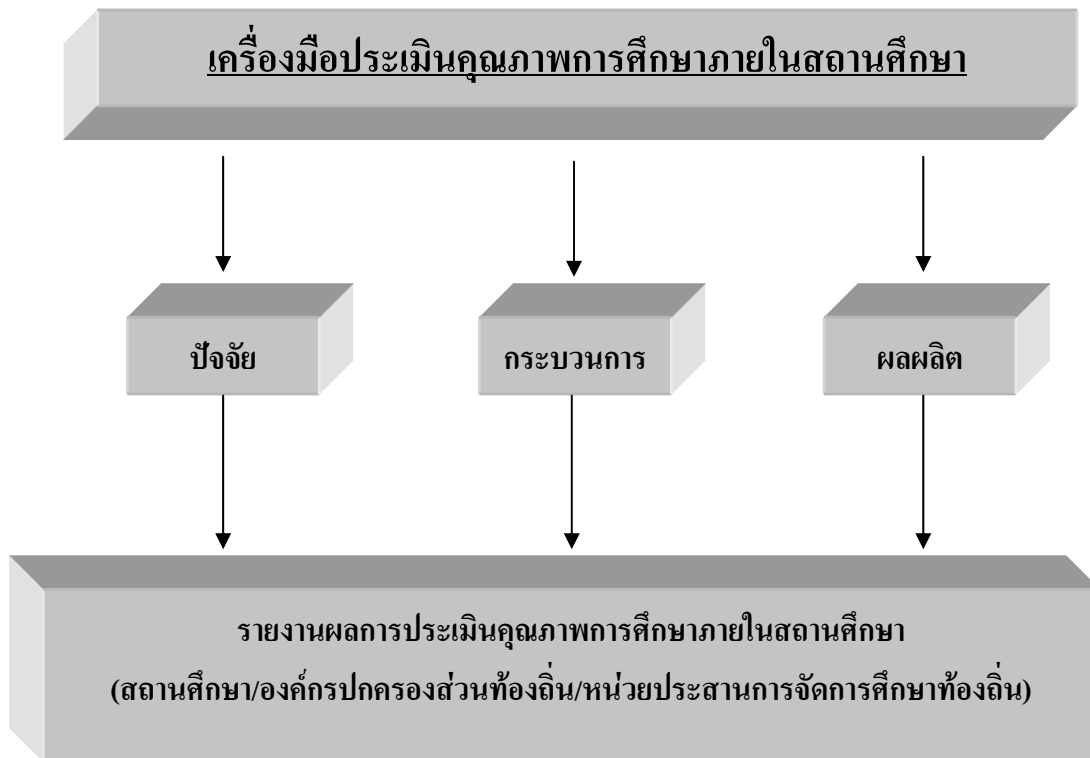 เครื่องมือประเมินคุณภาพการศึกษาภายในสถานศึกษา
ปัจจัย
กระบวนการ
ผลผลิต
รายงานผลการประเมินคุณภาพการศึกษาภายในสถานศึกษา
(สถานศึกษา/องค์กรปกครองส่วนท้องถิ่น/หน่วยประสานการจัดการศึกษาท้องถิ่น)